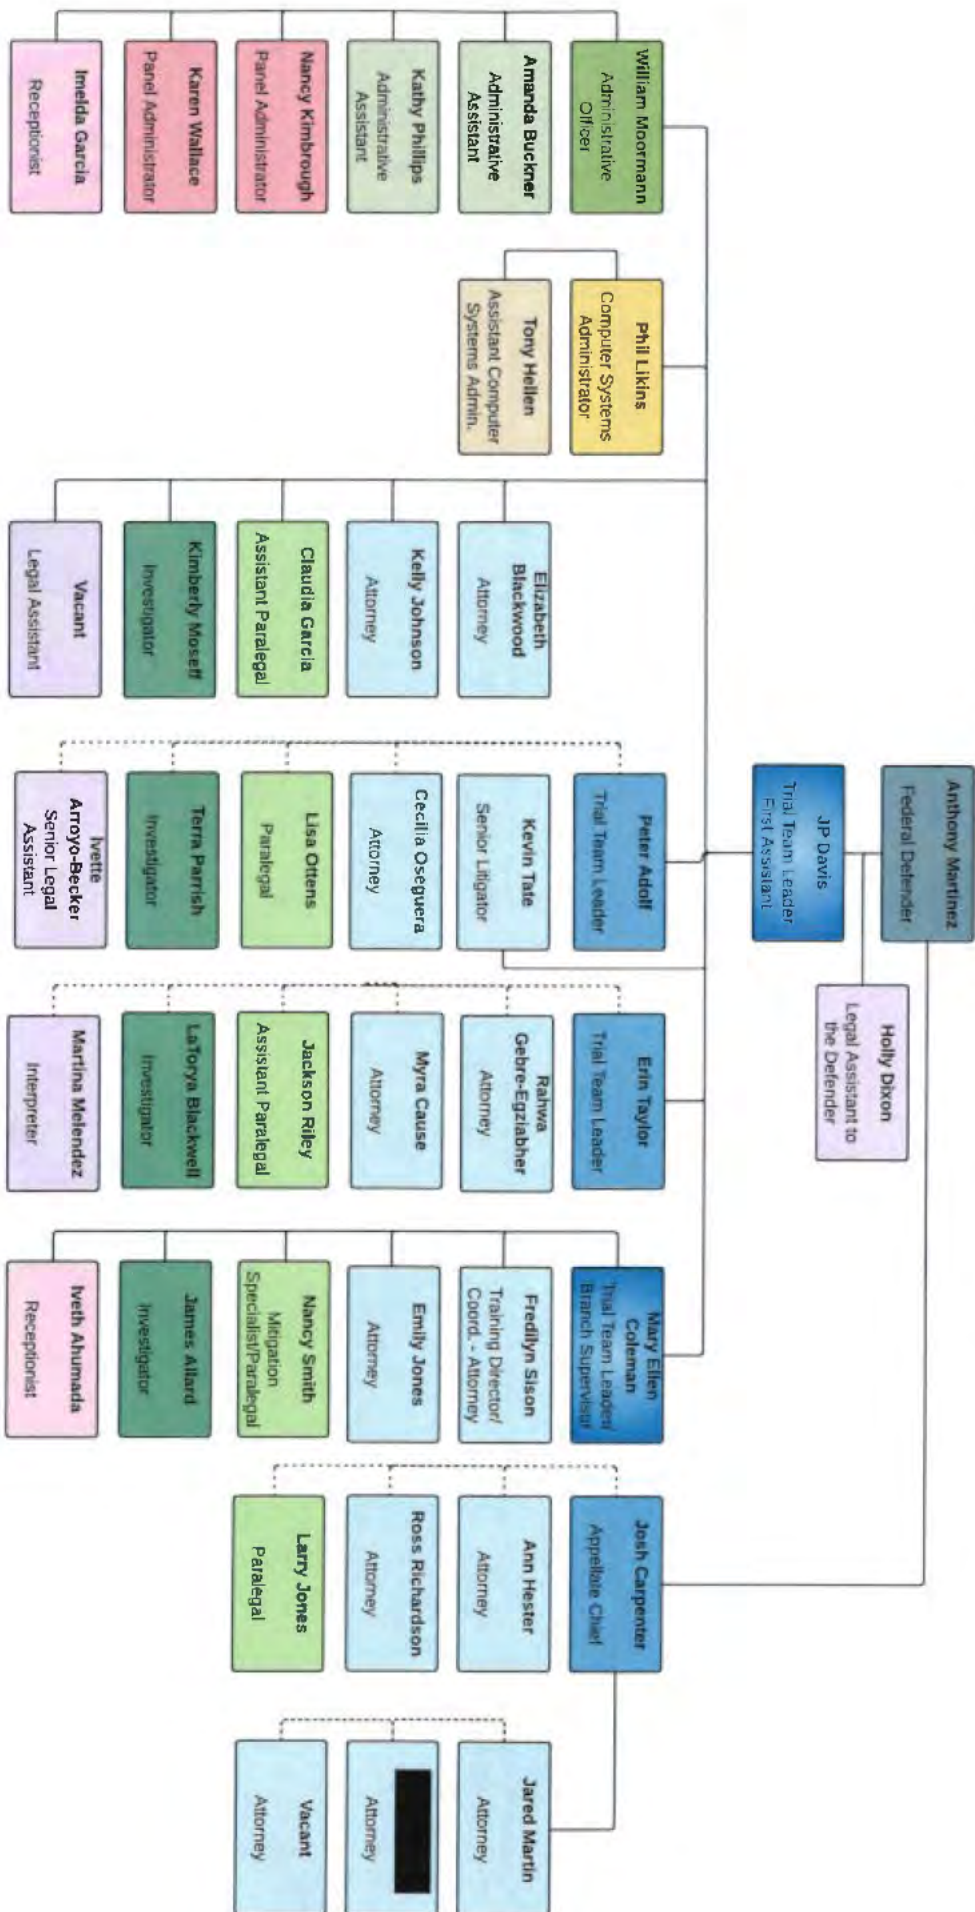 Anthony Martinez
Federal Defender
Holly Dixon
Legal Assistant to
the Defender
JP Davis
Trial Team Leader
First Assistant
William Moormann
Administrative
Officer
Amanda Buckner
Administrative
Assistant
Kathy Phillips
Administrative
Assistant
Nancy Kimbrough
Panel Administrator
Karen Wallace
Panel Administrator
Imelda Garcia
Receptionist
Phil Likins
Computer Systems
Administrator
Tony Hellen
Assistant Computer
Systems Admin.
Elizabeth
Blackwood
Attorney
Kelly Johnson
Attorney
Claudia Garcia
Assistant Paralegal
Kimberly Moseff
Investigator
Vacant
Legal Assistant
Peter Adolf
Trial Team Leader
Kevin Tate
Senior Litigator
Cecilia Oseguera
Attorney
Lisa Ottens
Paralegal
Terra Parrish
Investigator
Ivette
Arroyo-Becker
Senior Legal
Assistant
Erin Taylor
Trial Team Leader
Rahwa
Gebre-Egziabher
Attorney
Myra Cause
Attorney
Jackson Riley
Assistant Paralegal
LaTorya Blackwell
Investigator
Martina Melendez
Interpreter
Mary Ellen
Coleman
Trial Team Leader/
Branch Supervisor
Fredilyn Sison
Training Director/
Coord. - Attorney
Emily Jones
Attorney
Nancy Smith
Mitigation
Specialist/Paralegal
James Allard
Investigator
Iveth Ahumada
Receptionist
Josh Carpenter
Appellate Chief
Ann Hester
Attorney
Ross Richardson
Attorney
Larry Jones
Paralegal
Jared Martin
Attorney
Attorney
Vacant
Attorney